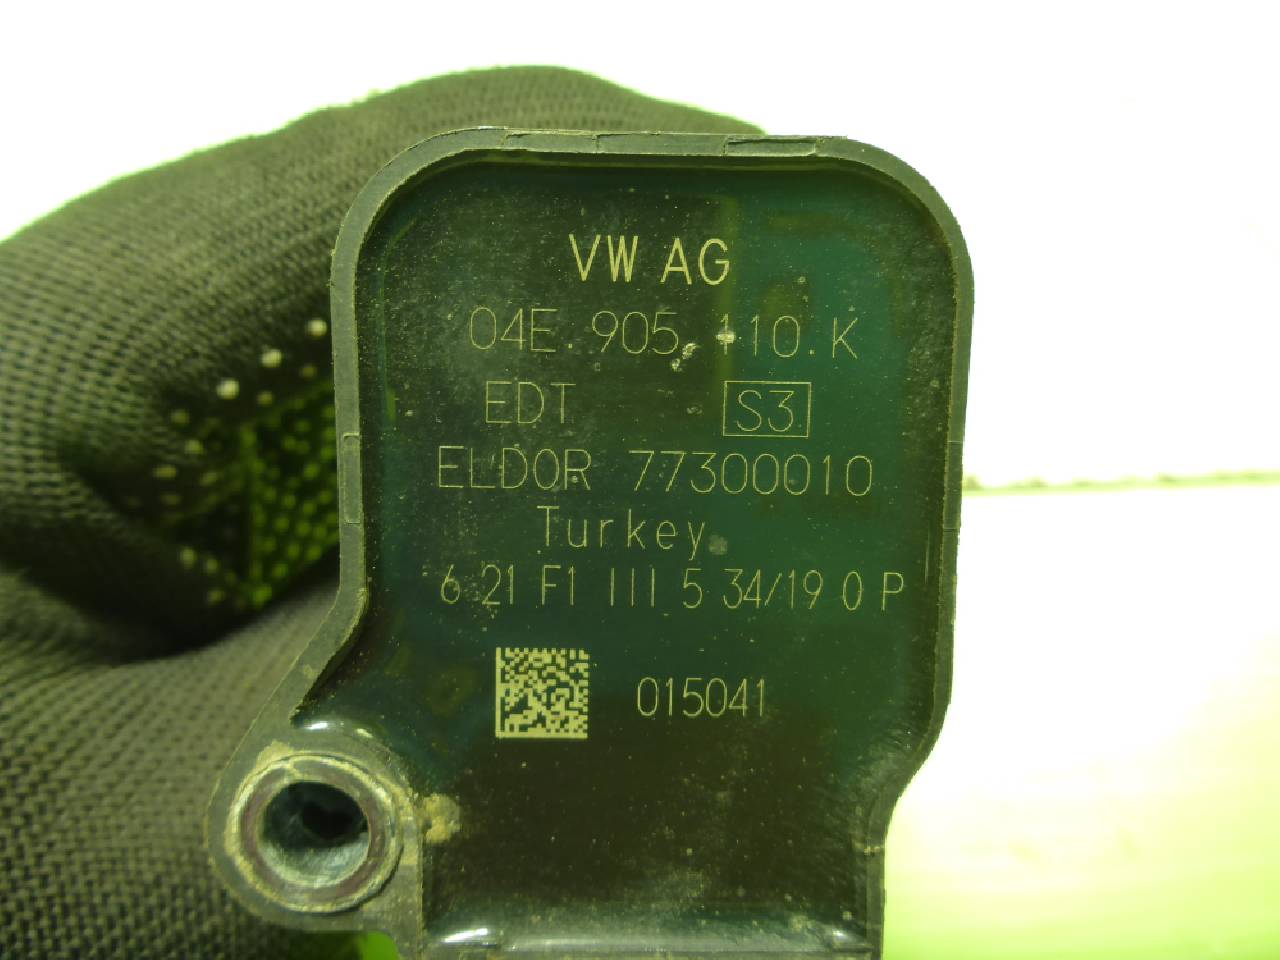 VW AG
04E.905.110.K
EDT S3
ELDOR 77300010
Turkey
6 21 F1 III 5 34/19 0 P
015041